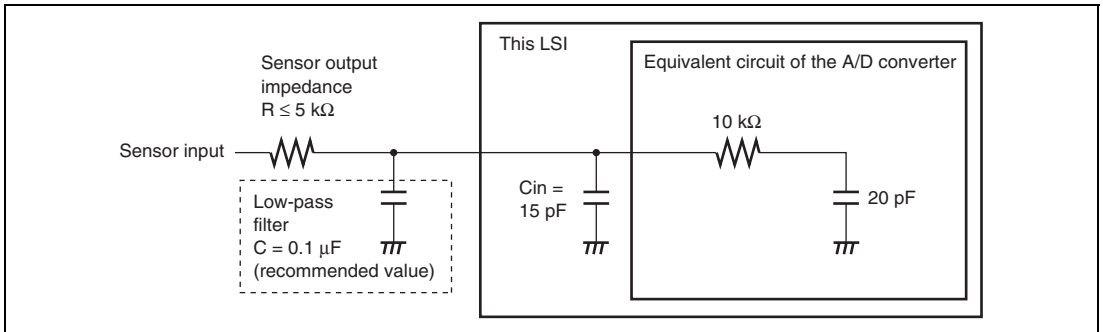 This LSI
Equivalent circuit of the A/D converter
Sensor output
impedance
R ≤ 5 kΩ
10 kΩ
Sensor input
Cin =
15 pF
20 pF
Low-pass
filter
C = 0.1 μF
(recommended value)